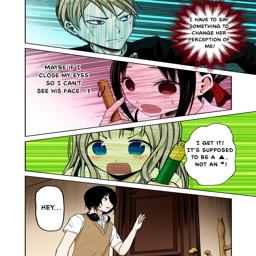 I HAVE TO SAY
SOMETHING TO
CHANGE HER
PERCEPTION OF
ME!
MAYBE IF I
CLOSE MY EYES
SO I CAN'T
SEE HIS FACE...?
I GET IT!
IT'S SUPPOSED
TO BE A ▲,
NOT AN "!
HEY...